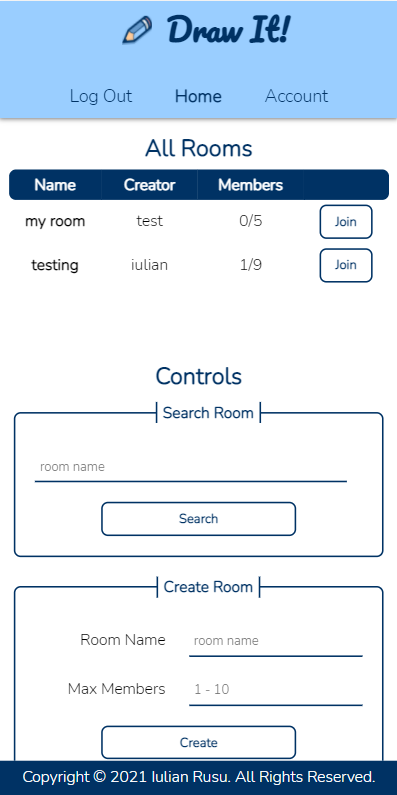 Draw It!
Log Out Home Account
All Rooms
Name Creator Members
my room test 0/5 Join
testing iulian 1/9 Join
Controls
Search Room
room name
Search
Create Room
Room Name room name
Max Members 1 - 10
Create
Copyright © 2021 Iulian Rusu. All Rights Reserved.